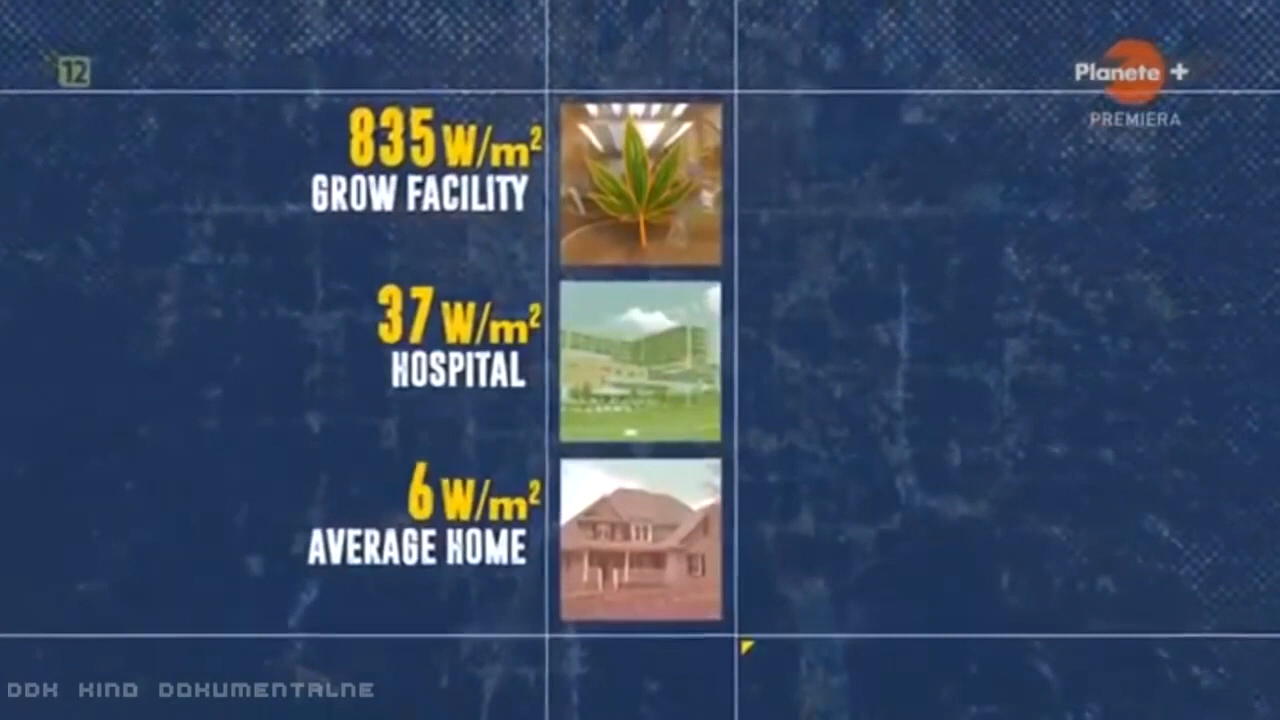 12
Planete +
PREMIERA
835 W/m²
GROW FACILITY
37 W/m²
HOSPITAL
6 W/m²
AVERAGE HOME
DDK KINO DOKUMENTALNE